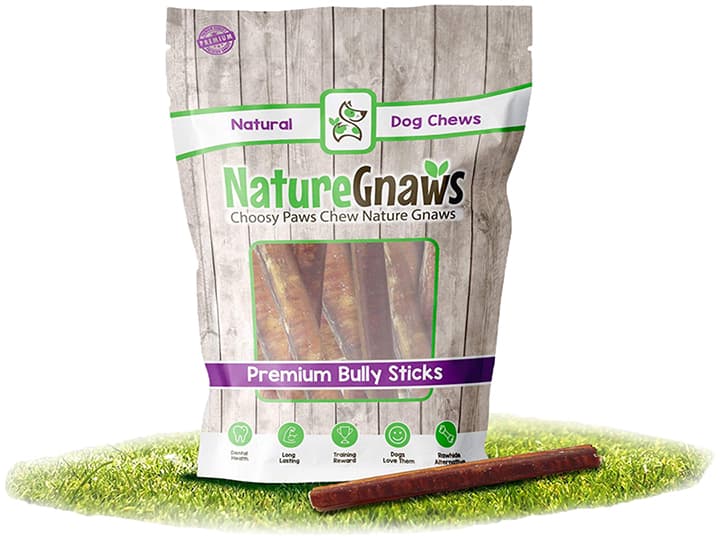 PREMIUM
Natural
Dog Chews
NatureGnaws
Choosy Paws Chew Nature Gnaws
Premium Bully Sticks
Dental
Health
Long
Lasting
Training
Reward
Dogs
Love Them
Rawhide
Alternative